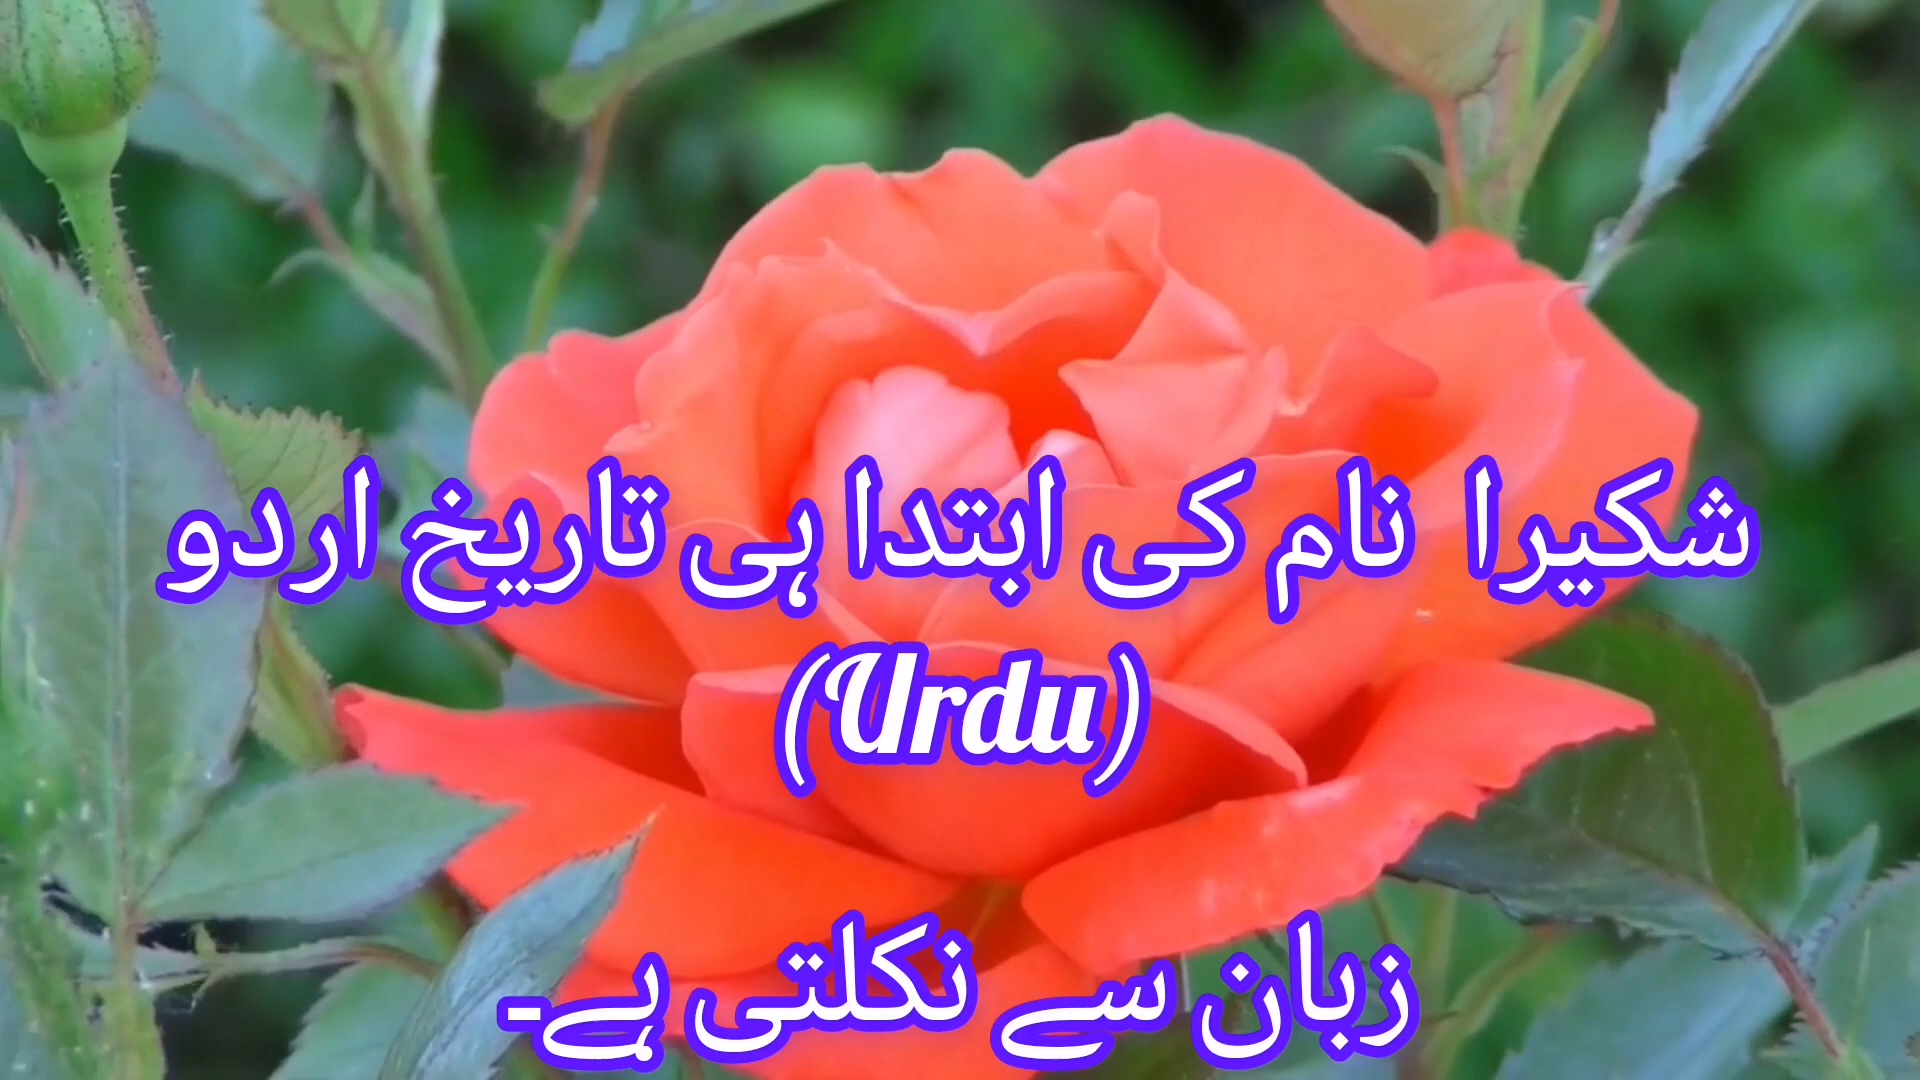 شکیرا نام کی ابتدا ہی تاریخ اردو
(Urdu)
زبان سے نکلتی ہے۔